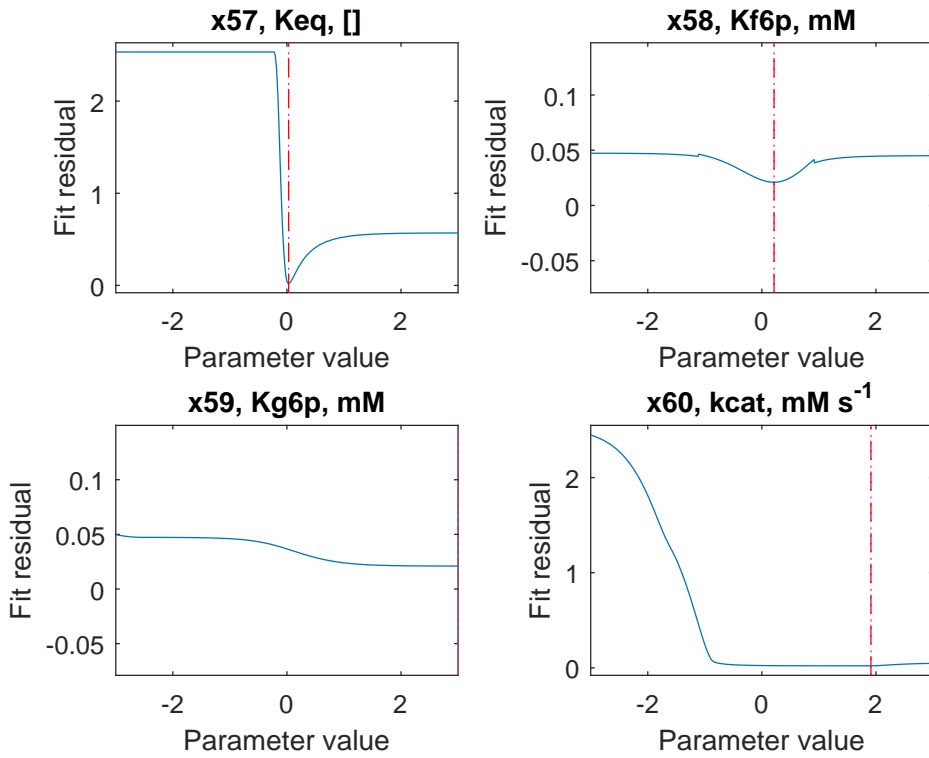 x57, Keq, []
Fit residual
2
1
0
-2
0
2
Parameter value
x58, Kf6p, mM
Fit residual
0.1
0.05
0
-0.05
-2
0
2
Parameter value
x59, Kg6p, mM
Fit residual
0.1
0.05
0
-0.05
-2
0
2
Parameter value
x60, kcat, mM s⁻¹
Fit residual
2
1
0
-2
0
2
Parameter value